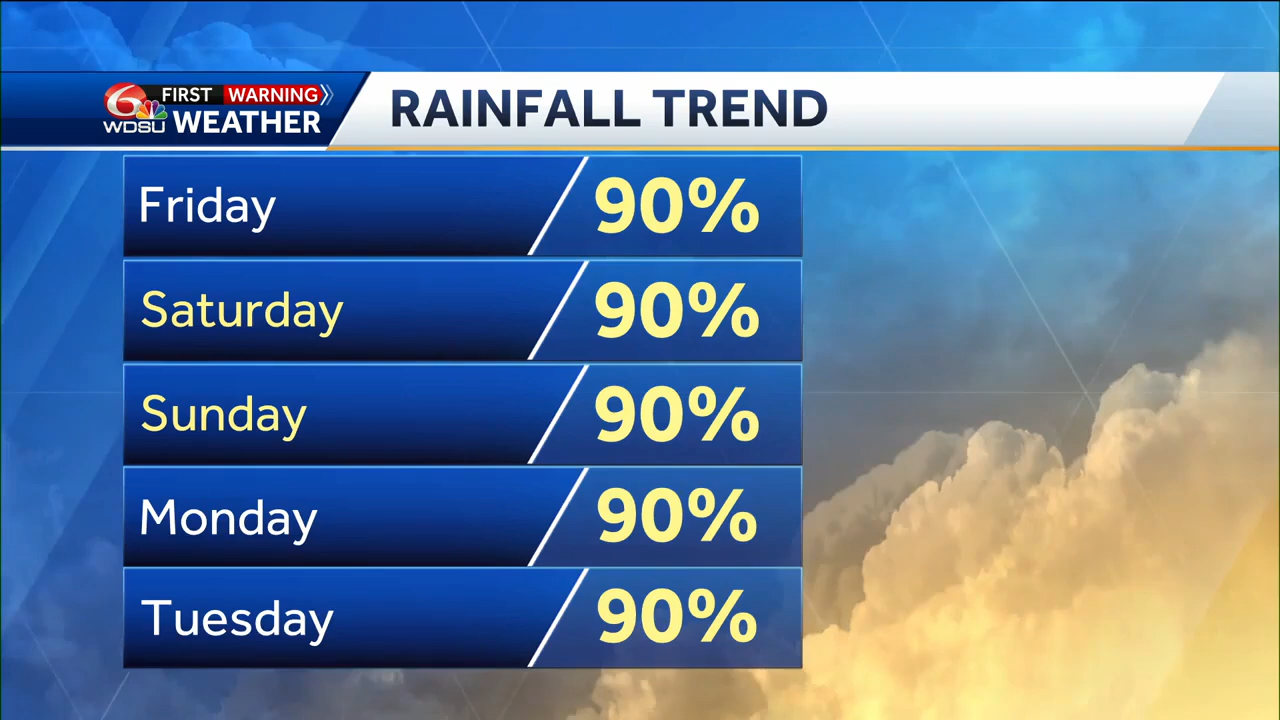 6
WDSU
FIRST WARNING
WEATHER
RAINFALL TREND
Friday 90%
Saturday 90%
Sunday 90%
Monday 90%
Tuesday 90%